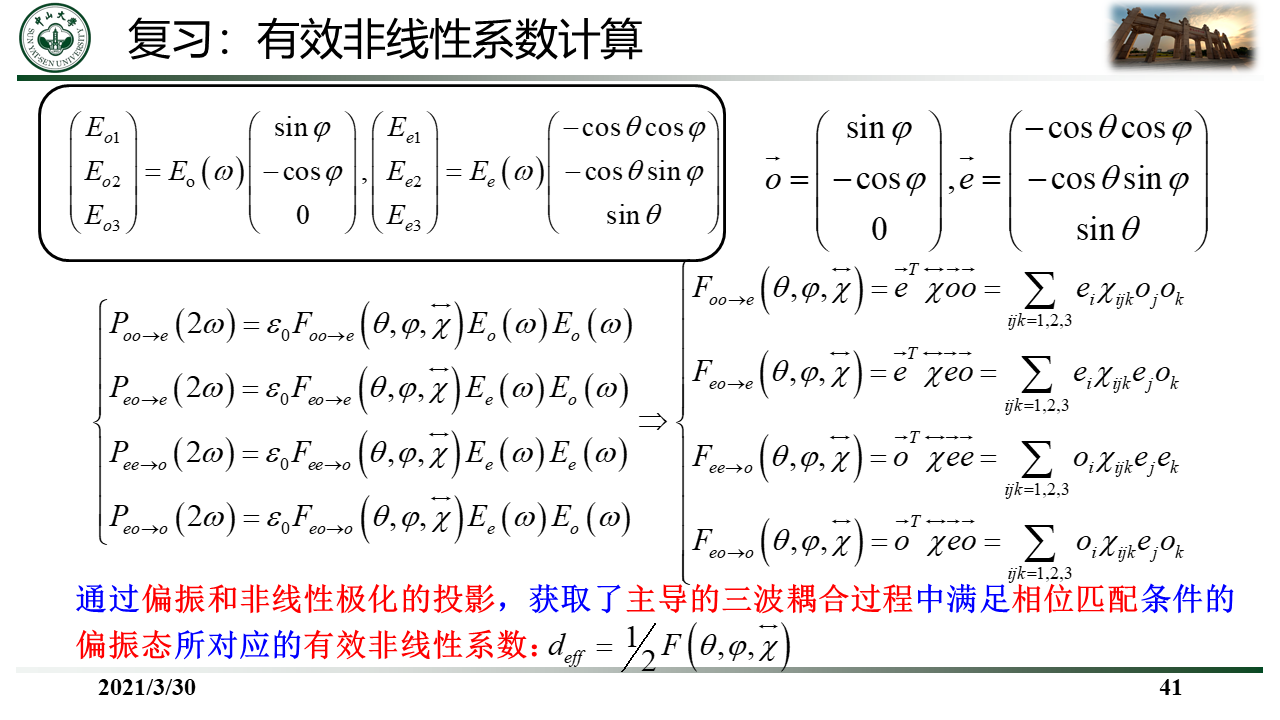 中山大学
SUN YAT-SEN UNIVERSITY
复习：有效非线性系数计算
$\begin{pmatrix} E_{o1} \\ E_{o2} \\ E_{o3} \end{pmatrix} = E_{o}(\omega) \begin{pmatrix} \sin\varphi \\ -\cos\varphi \\ 0 \end{pmatrix}, \begin{pmatrix} E_{e1} \\ E_{e2} \\ E_{e3} \end{pmatrix} = E_{e}(\omega) \begin{pmatrix} -\cos\theta\cos\varphi \\ -\cos\theta\sin\varphi \\ \sin\theta \end{pmatrix}$
$\vec{o} = \begin{pmatrix} \sin\varphi \\ -\cos\varphi \\ 0 \end{pmatrix}, \vec{e} = \begin{pmatrix} -\cos\theta\cos\varphi \\ -\cos\theta\sin\varphi \\ \sin\theta \end{pmatrix}$
$P_{oo\to e}(2\omega) = \varepsilon_0 F_{oo\to e}(\theta,\varphi,\overleftrightarrow{\chi}) E_o(\omega) E_o(\omega)$
$P_{eo\to e}(2\omega) = \varepsilon_0 F_{eo\to e}(\theta,\varphi,\overleftrightarrow{\chi}) E_e(\omega) E_o(\omega)$
$P_{ee\to o}(2\omega) = \varepsilon_0 F_{ee\to o}(\theta,\varphi,\overleftrightarrow{\chi}) E_e(\omega) E_e(\omega)$
$P_{eo\to o}(2\omega) = \varepsilon_0 F_{eo\to o}(\theta,\varphi,\overleftrightarrow{\chi}) E_e(\omega) E_o(\omega)$
$\Rightarrow$
$F_{oo\to e}(\theta,\varphi,\overleftrightarrow{\chi}) = \vec{e}^{T} \overleftrightarrow{\chi} \vec{o} \vec{o} = \sum_{ijk=1,2,3} e_i \chi_{ijk} o_j o_k$
$F_{eo\to e}(\theta,\varphi,\overleftrightarrow{\chi}) = \vec{e}^{T} \overleftrightarrow{\chi} \vec{e} \vec{o} = \sum_{ijk=1,2,3} e_i \chi_{ijk} e_j o_k$
$F_{ee\to o}(\theta,\varphi,\overleftrightarrow{\chi}) = \vec{o}^{T} \overleftrightarrow{\chi} \vec{e} \vec{e} = \sum_{ijk=1,2,3} o_i \chi_{ijk} e_j e_k$
$F_{eo\to o}(\theta,\varphi,\overleftrightarrow{\chi}) = \vec{o}^{T} \overleftrightarrow{\chi} \vec{e} \vec{o} = \sum_{ijk=1,2,3} o_i \chi_{ijk} e_j o_k$
通过偏振和非线性极化的投影，获取了主导的三波耦合过程中满足相位匹配条件的
偏振态所对应的有效非线性系数：$d_{eff} = 1/2 F(\theta,\varphi,\overleftrightarrow{\chi})$
2021/3/30
41